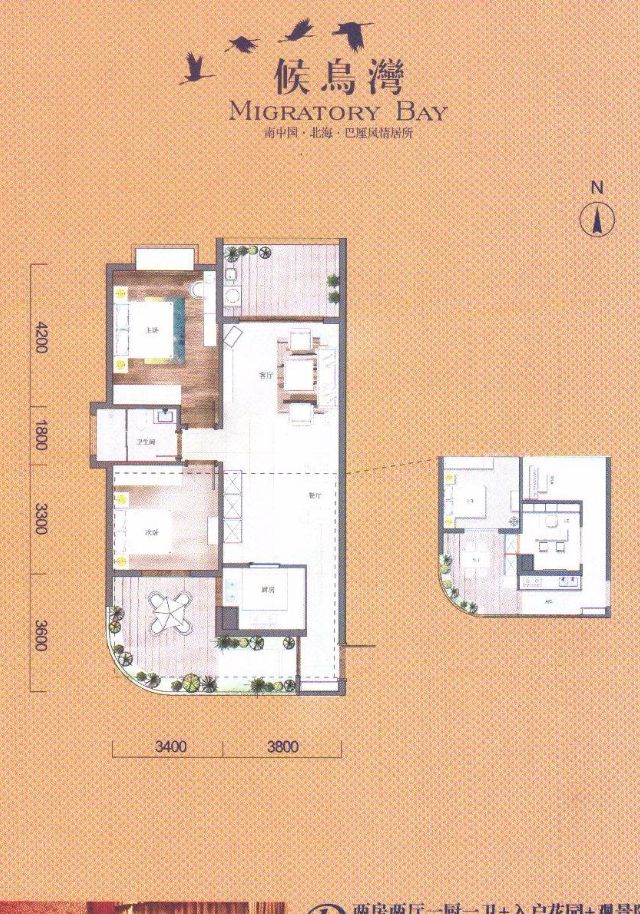 候鳥灣
MIGRATORY BAY
南中国·北海·巴厘风情居所
N
4200
1800
3300
3600
主卧
客厅
卫生间
餐厅
次卧
厨房
3400
3800
两房两厅一厨一卫+入户花园+观景